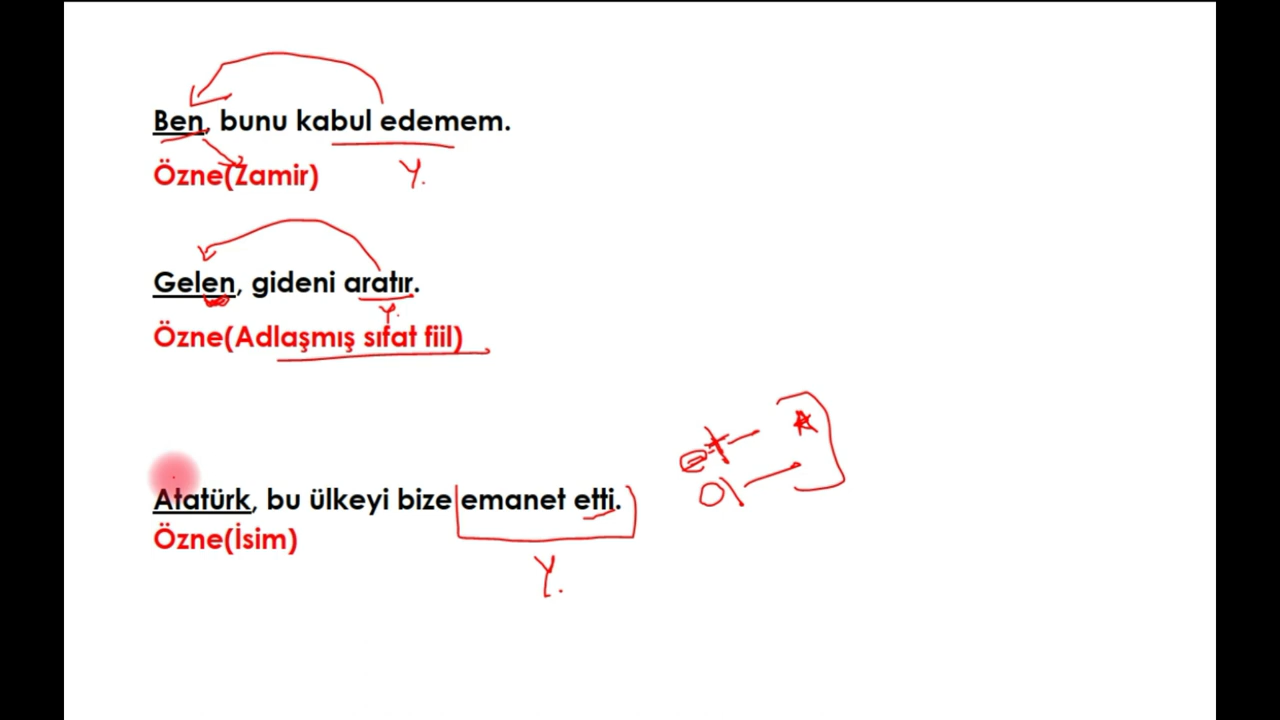 Ben, bunu kabul edemem.
Özne(Zamir)
Y.
Gelen, gideni aratır.
Y.
Özne(Adlaşmış sıfat fiil)
Atatürk, bu ülkeyi bize emanet etti.
Özne(İsim)
Y.